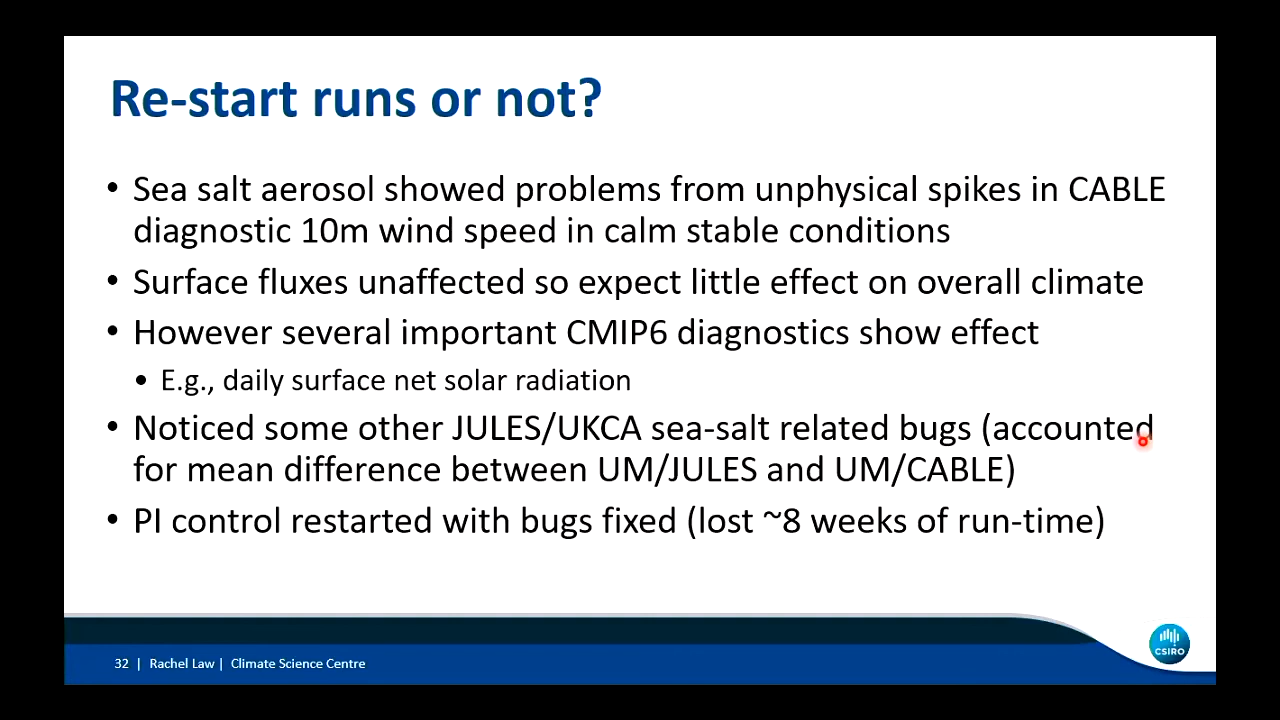 Re-start runs or not?
• Sea salt aerosol showed problems from unphysical spikes in CABLE
diagnostic 10m wind speed in calm stable conditions
• Surface fluxes unaffected so expect little effect on overall climate
• However several important CMIP6 diagnostics show effect
• E.g., daily surface net solar radiation
• Noticed some other JULES/UKCA sea-salt related bugs (accounted
for mean difference between UM/JULES and UM/CABLE)
• PI control restarted with bugs fixed (lost ~8 weeks of run-time)
32 | Rachel Law | Climate Science Centre
CSIRO